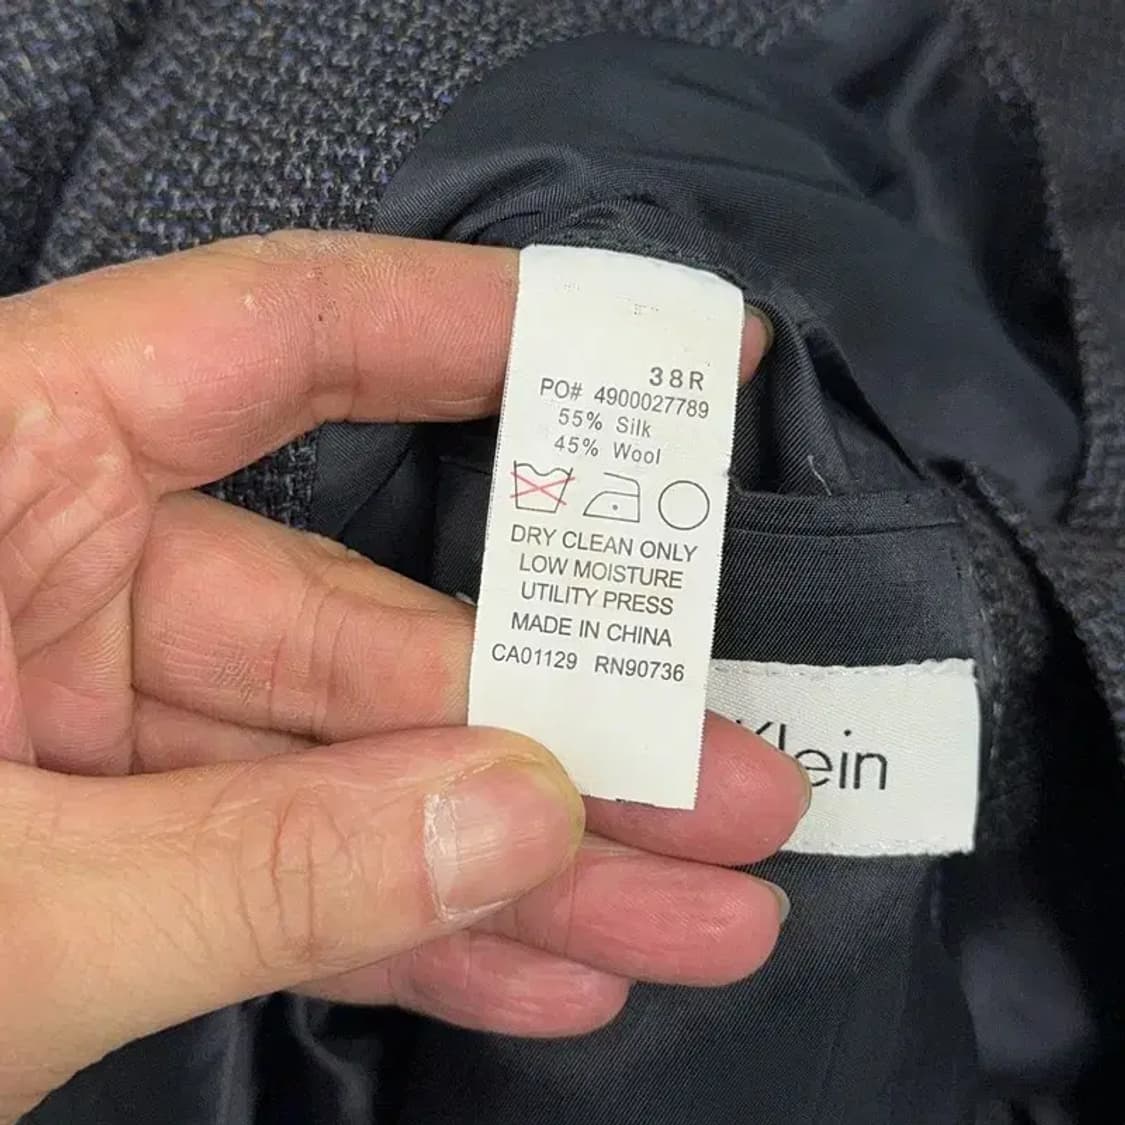 38R
PO# 4900027789
55% Silk
45% Wool
DRY CLEAN ONLY
LOW MOISTURE
UTILITY PRESS
MADE IN CHINA
CA01129 RN90736
Klein